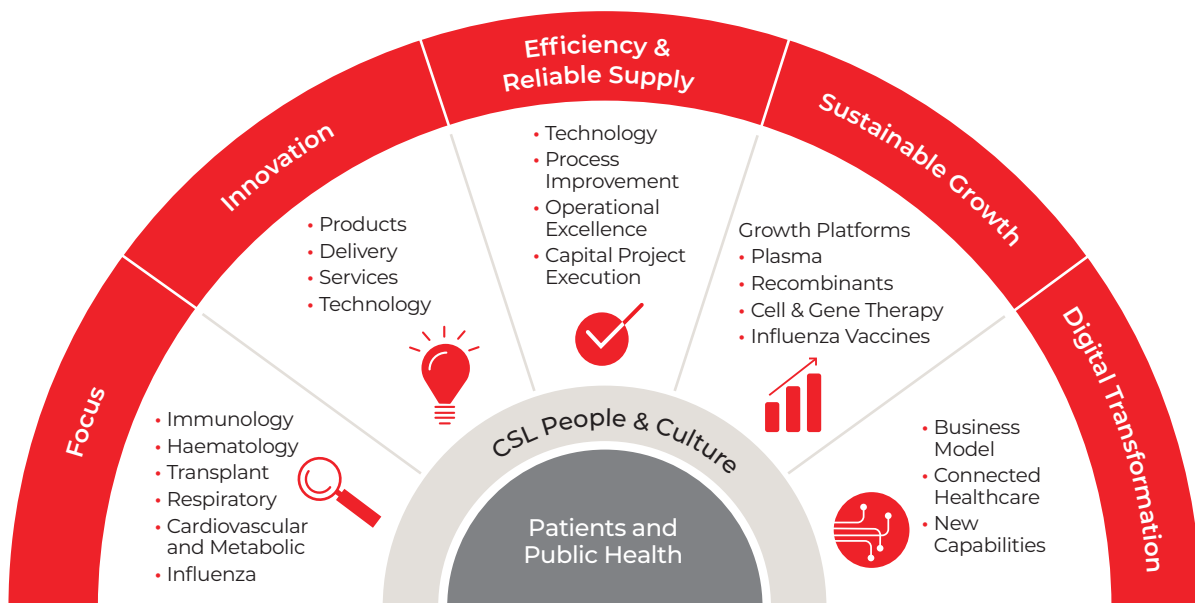 Focus
• Immunology
• Haematology
• Transplant
• Respiratory
• Cardiovascular
and Metabolic
• Influenza
Innovation
• Products
• Delivery
• Services
• Technology
Efficiency &
Reliable Supply
• Technology
• Process
Improvement
• Operational
Excellence
• Capital Project
Execution
Sustainable Growth
Growth Platforms
• Plasma
• Recombinants
• Cell & Gene Therapy
• Influenza Vaccines
Digital Transformation
• Business
Model
• Connected
Healthcare
• New
Capabilities
CSL People & Culture
Patients and
Public Health